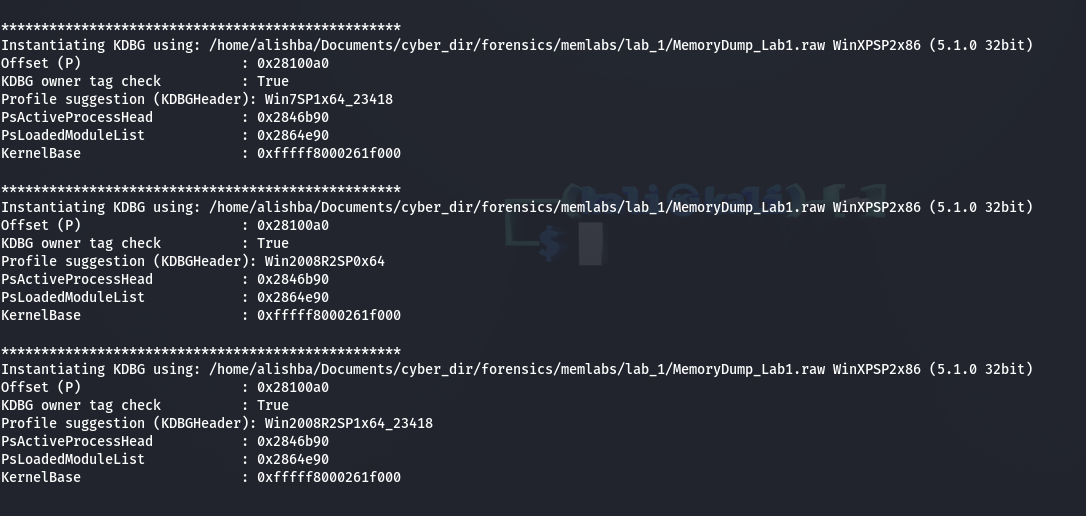 **************************************************
Instantiating KDBG using: /home/alishba/Documents/cyber_dir/forensics/memlabs/lab_1/MemoryDump_Lab1.raw WinXPSP2x86 (5.1.0 32bit)
Offset (P)                    : 0x28100a0
KDBG owner tag check          : True
Profile suggestion (KDBGHeader): Win7SP1x64_23418
PsActiveProcessHead           : 0x2846b90
PsLoadedModuleList            : 0x2864e90
KernelBase                    : 0xfffff8000261f000
**************************************************
Instantiating KDBG using: /home/alishba/Documents/cyber_dir/forensics/memlabs/lab_1/MemoryDump_Lab1.raw WinXPSP2x86 (5.1.0 32bit)
Offset (P)                    : 0x28100a0
KDBG owner tag check          : True
Profile suggestion (KDBGHeader): Win2008R2SP0x64
PsActiveProcessHead           : 0x2846b90
PsLoadedModuleList            : 0x2864e90
KernelBase                    : 0xfffff8000261f000
**************************************************
Instantiating KDBG using: /home/alishba/Documents/cyber_dir/forensics/memlabs/lab_1/MemoryDump_Lab1.raw WinXPSP2x86 (5.1.0 32bit)
Offset (P)                    : 0x28100a0
KDBG owner tag check          : True
Profile suggestion (KDBGHeader): Win2008R2SP1x64_23418
PsActiveProcessHead           : 0x2846b90
PsLoadedModuleList            : 0x2864e90
KernelBase                    : 0xfffff8000261f000
$